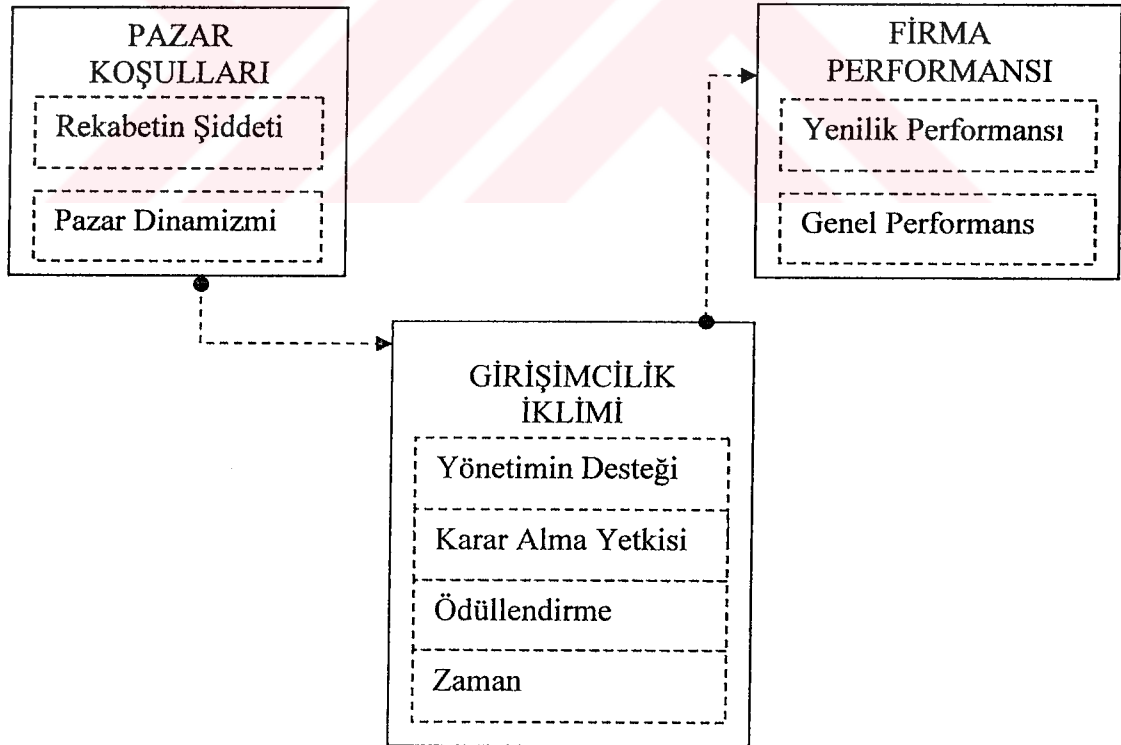 PAZAR
KOŞULLARI
Rekabetin Şiddeti
Pazar Dinamizmi
FİRMA
PERFORMANSI
Yenilik Performansı
Genel Performans
GİRİŞİMCİLİK
İKLİMİ
Yönetimin Desteği
Karar Alma Yetkisi
Ödüllendirme
Zaman